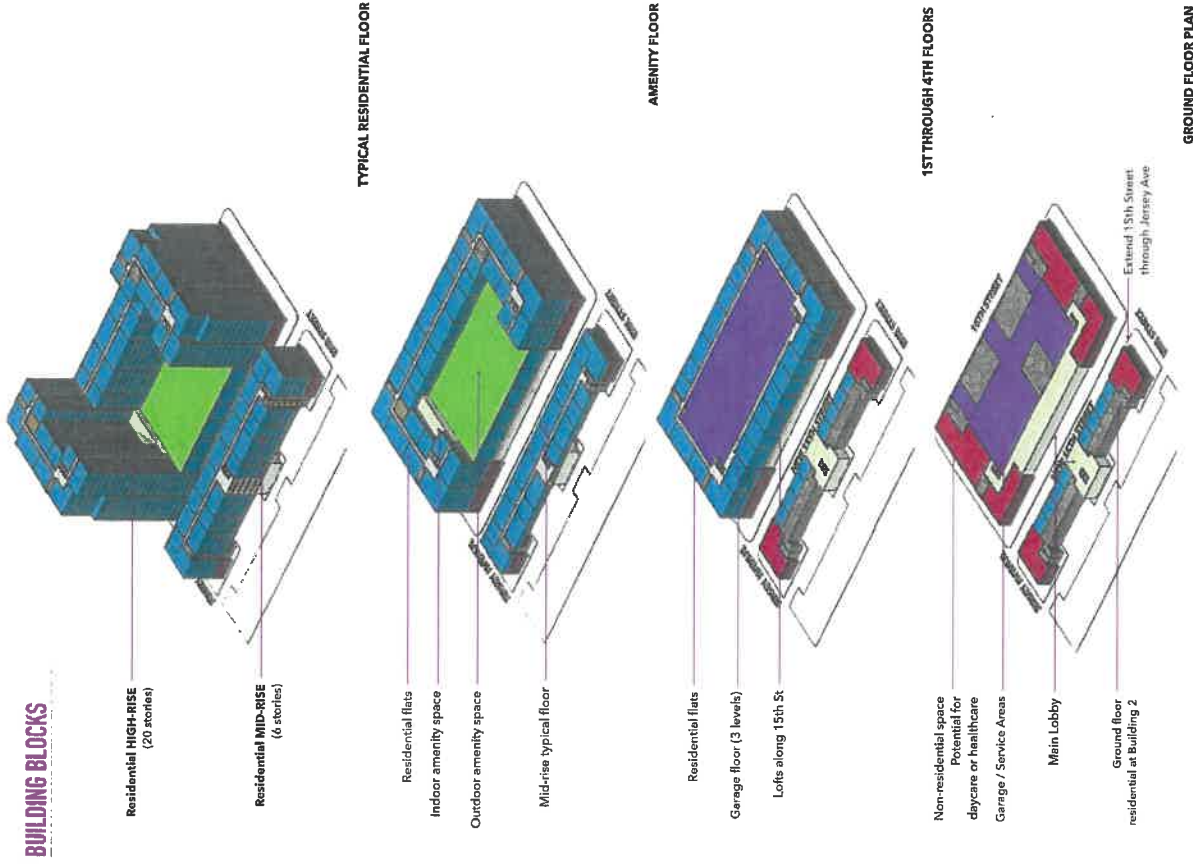 BUILDING BLOCKS
Residential HIGH-RISE
(20 stories)
Residential MID-RISE
(6 stories)
TYPICAL RESIDENTIAL FLOOR
Residential flats
Indoor amenity space
Outdoor amenity space
Mid-rise typical floor
AMENITY FLOOR
Residential flats
Garage floor (3 levels)
Lofts along 15th St
1ST THROUGH 4TH FLOORS
Non-residential space
Potential for
daycare or healthcare
Garage / Service Areas
Main Lobby
Ground floor
residential at Building 2
16TH STREET
Extend 15th Street
through Jersey Ave
GROUND FLOOR PLAN